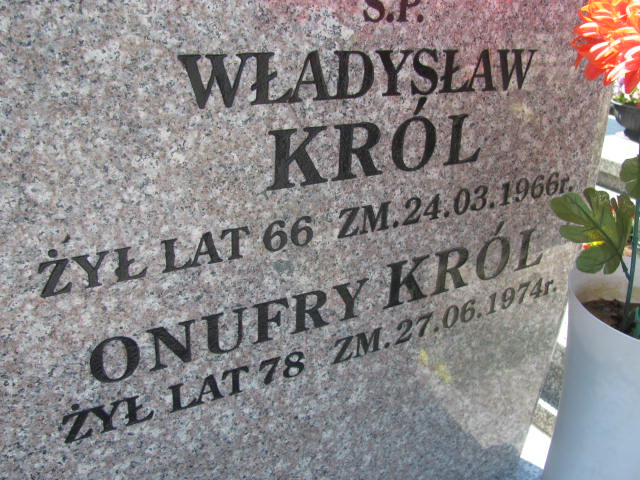 Ś.P.
WŁADYSŁAW
KRÓL
ŻYŁ LAT 66 ZM.24.03.1966r.
ONUFRY KRÓL
ŻYŁ LAT 78 ZM.27.06.1974r.